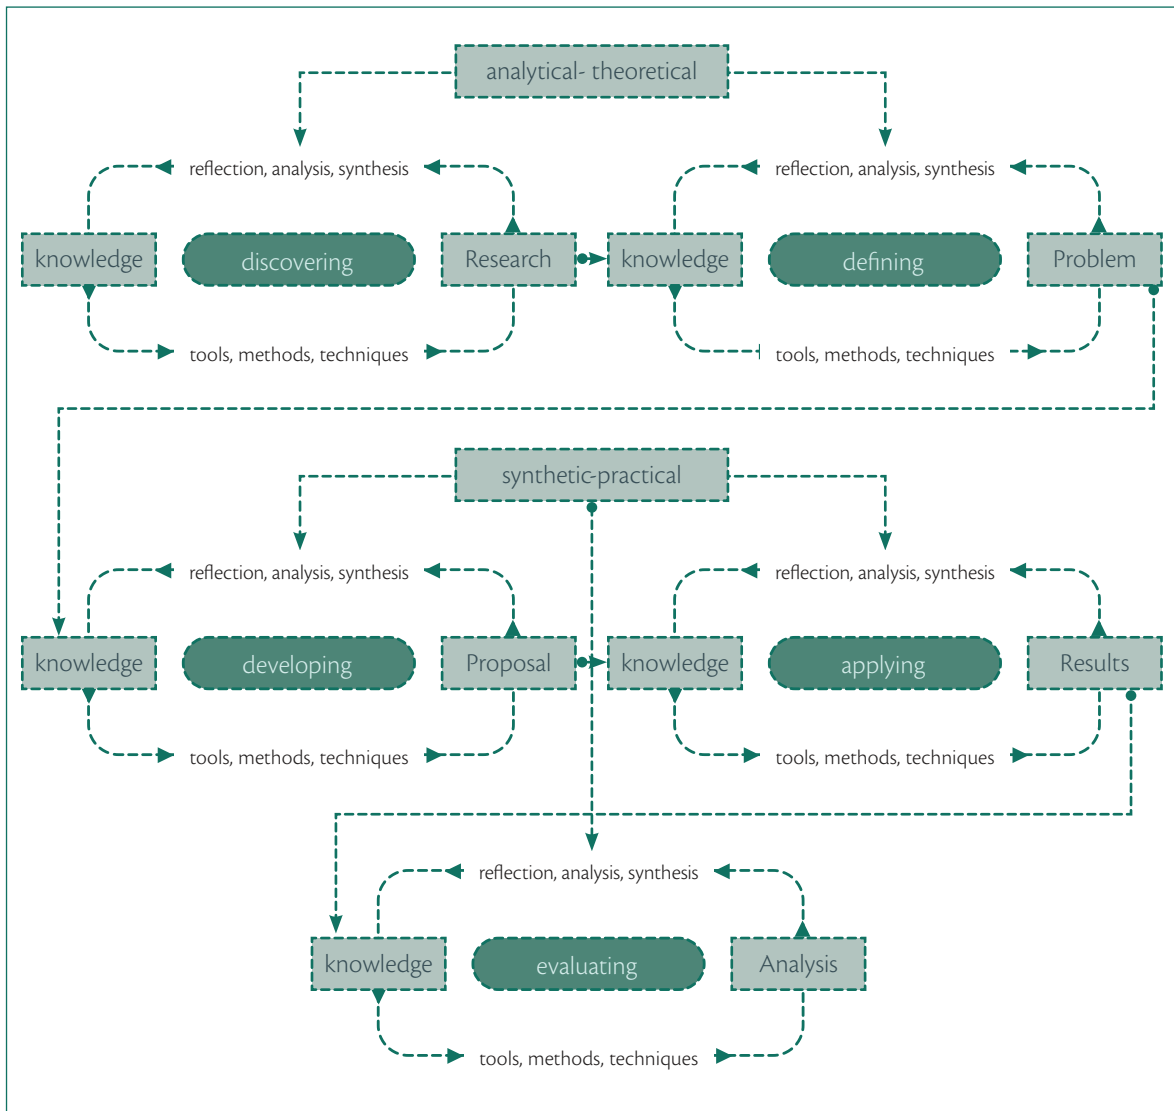 analytical- theoretical
reflection, analysis, synthesis
reflection, analysis, synthesis
knowledge
discovering
Research
knowledge
defining
Problem
tools, methods, techniques
tools, methods, techniques
synthetic-practical
reflection, analysis, synthesis
reflection, analysis, synthesis
knowledge
developing
Proposal
knowledge
applying
Results
tools, methods, techniques
tools, methods, techniques
reflection, analysis, synthesis
knowledge
evaluating
Analysis
tools, methods, techniques